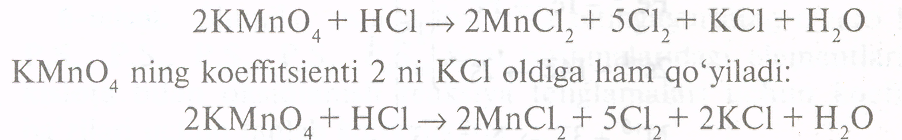 2KMnO₄ + HCl → 2MnCl₂ + 5Cl₂ + KCl + H₂O
KMnO₄ ning koeffitsienti 2 ni KCl oldiga ham qo‘yiladi:
2KMnO₄ + HCl → 2MnCl₂ + 5Cl₂ + 2KCl + H₂O